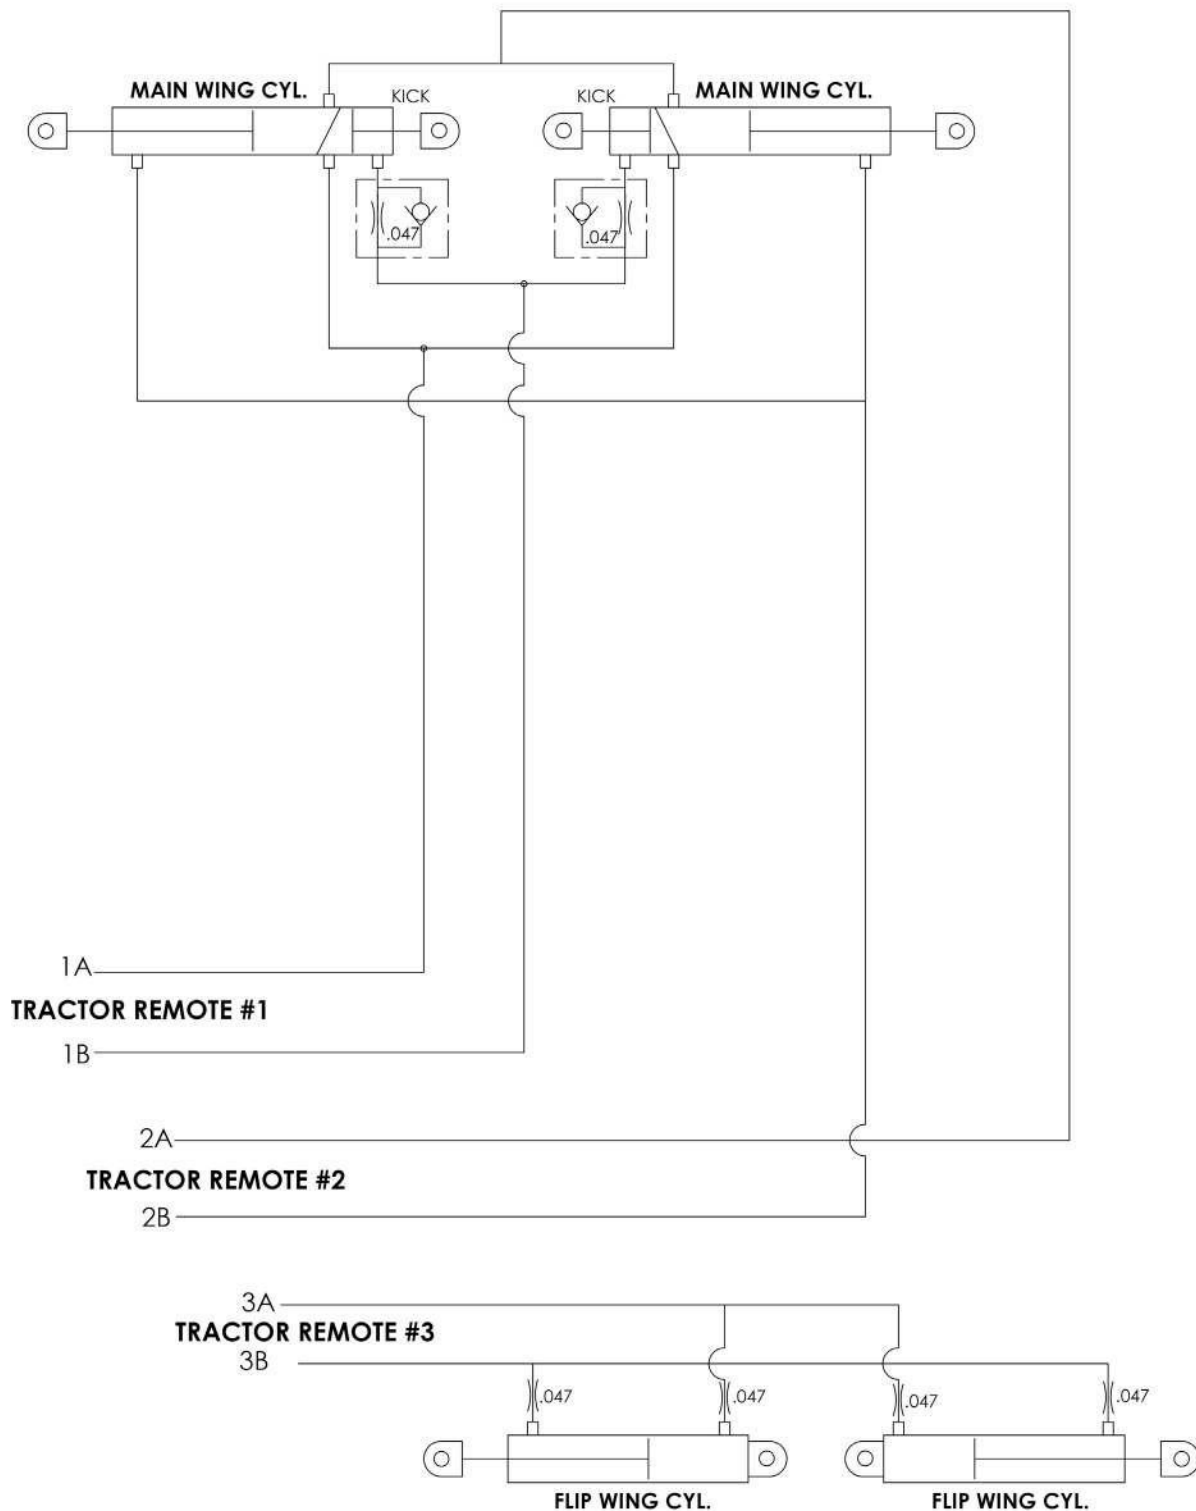 MAIN WING CYL.
KICK
KICK
MAIN WING CYL.
.047
.047
1A
TRACTOR REMOTE #1
1B
2A
TRACTOR REMOTE #2
2B
3A
TRACTOR REMOTE #3
3B
.047
.047
.047
.047
FLIP WING CYL.
FLIP WING CYL.